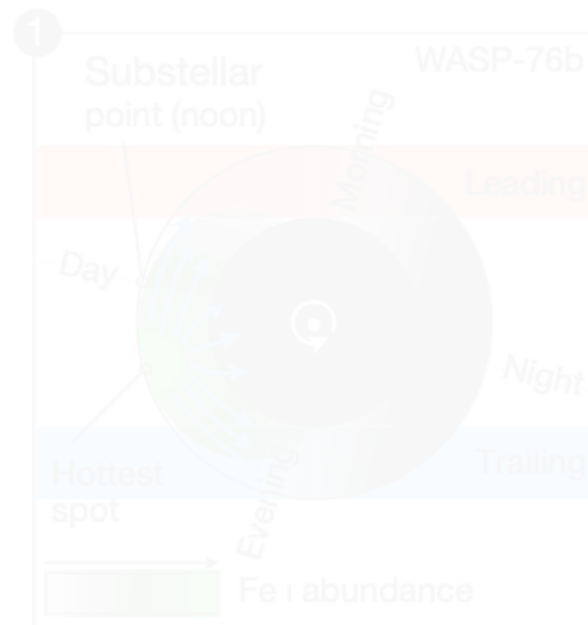 1
WASP-76b
Substellar
point (noon)
Morning
Leading
Day
Night
Hottest
spot
Trailing
Evening
Fe I abundance